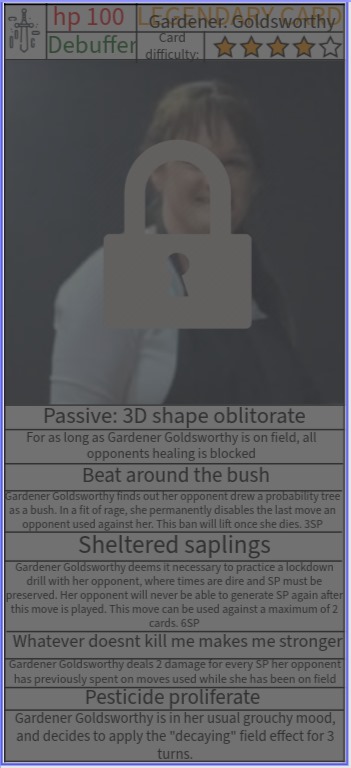 hp 100
LEGENDARY CARD
Gardener. Goldsworthy
Debuffer
Card
difficulty:
Passive: 3D shape oblitorate
For as long as Gardener Goldsworthy is on field, all
opponents healing is blocked
Beat around the bush
Gardener Goldsworthy finds out her opponent drew a probability tree
as a bush. In a fit of rage, she permanently disables the last move an
opponent used against her. This ban will lift once she dies. 3SP
Sheltered saplings
Gardener Goldsworthy deems it necessary to practice a lockdown
drill with her opponent, where times are dire and SP must be
preserved. Her opponent will never be able to generate SP again after
this move is played. This move can be used against a maximum of 2
cards. 6SP
Whatever doesnt kill me makes me stronger
Gardener Goldsworthy deals 2 damage for every SP her opponent
has previously spent on moves used while she has been on field
Pesticide proliferate
Gardener Goldsworthy is in her usual grouchy mood,
and decides to apply the "decaying" field effect for 3
turns.